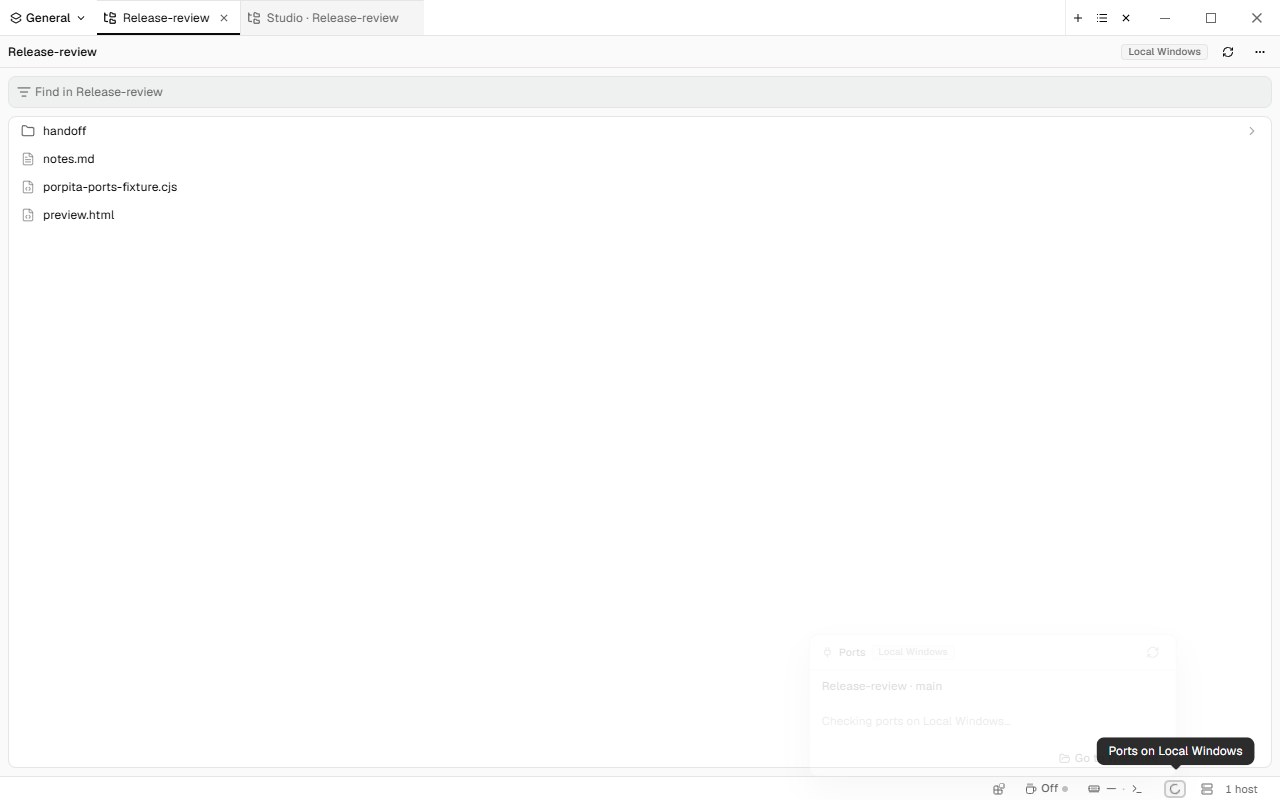 General
Release-review
Studio · Release-review
Release-review
Local Windows
Find in Release-review
handoff
notes.md
porpita-ports-fixture.cjs
preview.html
Ports
Local Windows
Release-review · main
Checking ports on Local Windows...
Go
Ports on Local Windows
Off
1 host